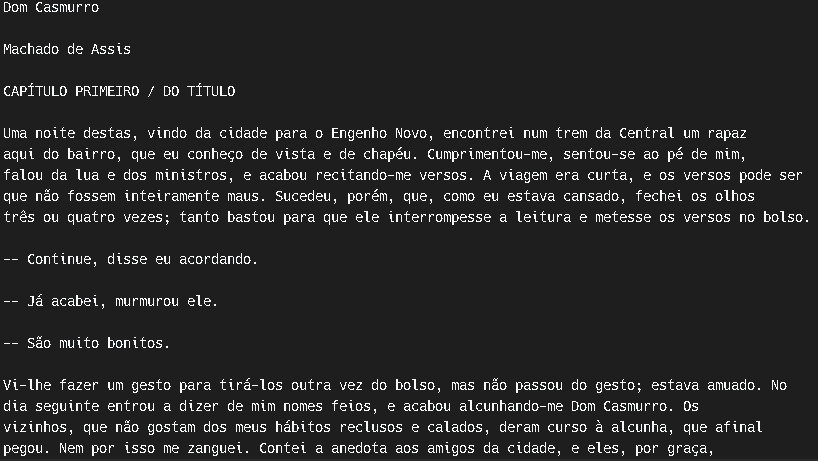 Dom Casmurro
Machado de Assis
CAPÍTULO PRIMEIRO / DO TÍTULO
Uma noite destas, vindo da cidade para o Engenho Novo, encontrei num trem da Central um rapaz
aqui do bairro, que eu conheço de vista e de chapéu. Cumprimentou-me, sentou-se ao pé de mim,
falou da lua e dos ministros, e acabou recitando-me versos. A viagem era curta, e os versos pode ser
que não fossem inteiramente maus. Sucedeu, porém, que, como eu estava cansado, fechei os olhos
três ou quatro vezes; tanto bastou para que ele interrompesse a leitura e metesse os versos no bolso.
-- Continue, disse eu acordando.
-- Já acabei, murmurou ele.
-- São muito bonitos.
Vi-lhe fazer um gesto para tirá-los outra vez do bolso, mas não passou do gesto; estava amuado. No
dia seguinte entrou a dizer de mim nomes feios, e acabou alcunhando-me Dom Casmurro. Os
vizinhos, que não gostam dos meus hábitos reclusos e calados, deram curso à alcunha, que afinal
pegou. Nem por isso me zanguei. Contei a anedota aos amigos da cidade, e eles, por graça,